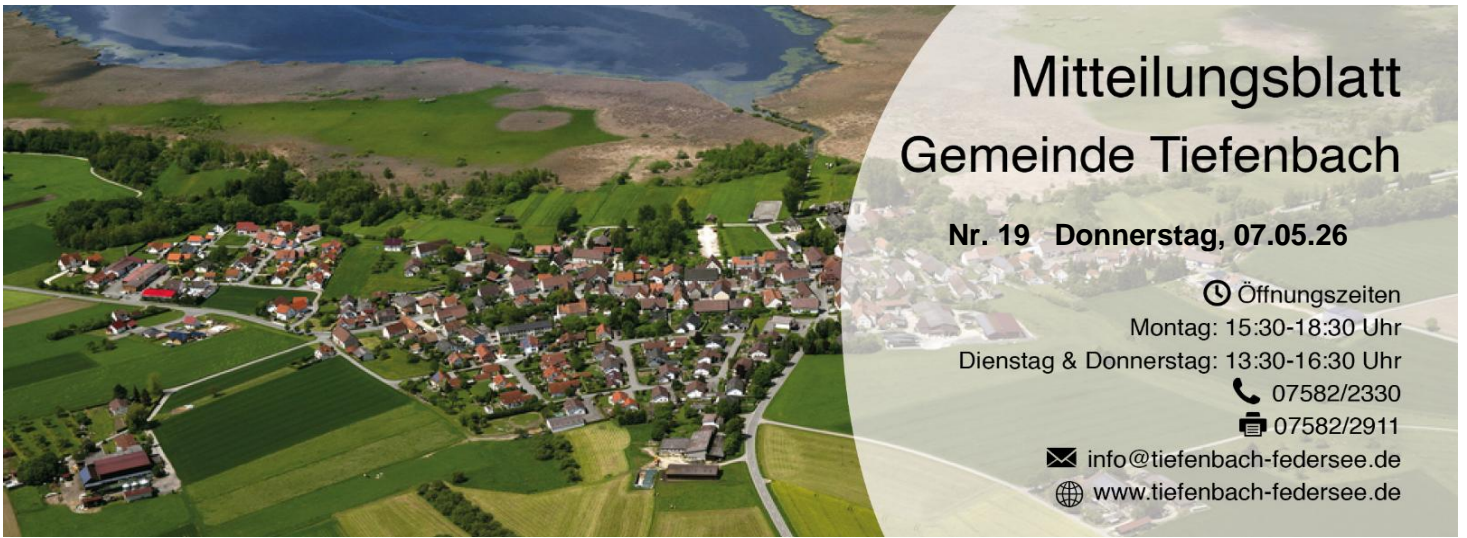 Mitteilungsblatt
Gemeinde Tiefenbach
Nr. 19 Donnerstag, 07.05.26
Öffnungszeiten
Montag: 15:30-18:30 Uhr
Dienstag & Donnerstag: 13:30-16:30 Uhr
07582/2330
07582/2911
info@tiefenbach-federsee.de
www.tiefenbach-federsee.de